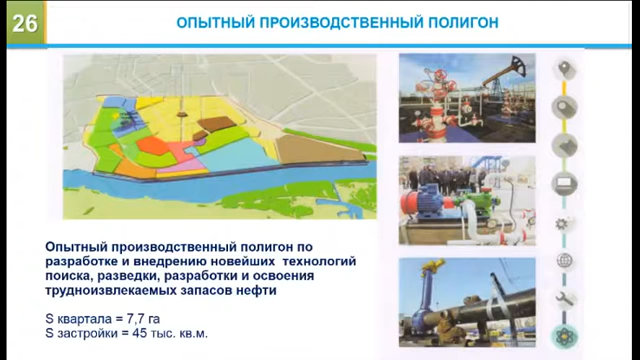 26
ОПЫТНЫЙ ПРОИЗВОДСТВЕННЫЙ ПОЛИГОН
Опытный производственный полигон по
разработке и внедрению новейших технологий
поиска, разведки, разработки и освоения
трудноизвлекаемых запасов нефти
S квартала = 7,7 га
S застройки = 45 тыс. кв.м.